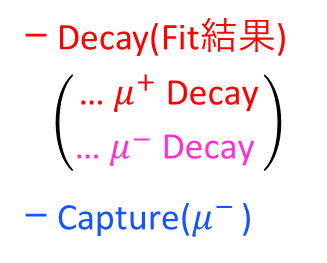 − Decay(Fit結果)
(… μ⁺ Decay
… μ⁻ Decay)
− Capture(μ⁻ )